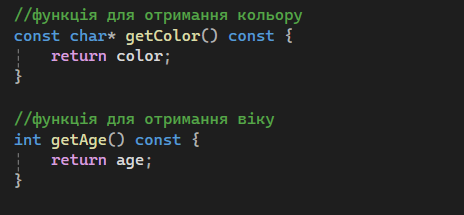 //функція для отримання кольору
const char* getColor() const {
return color;
}
//функція для отримання віку
int getAge() const {
return age;
}